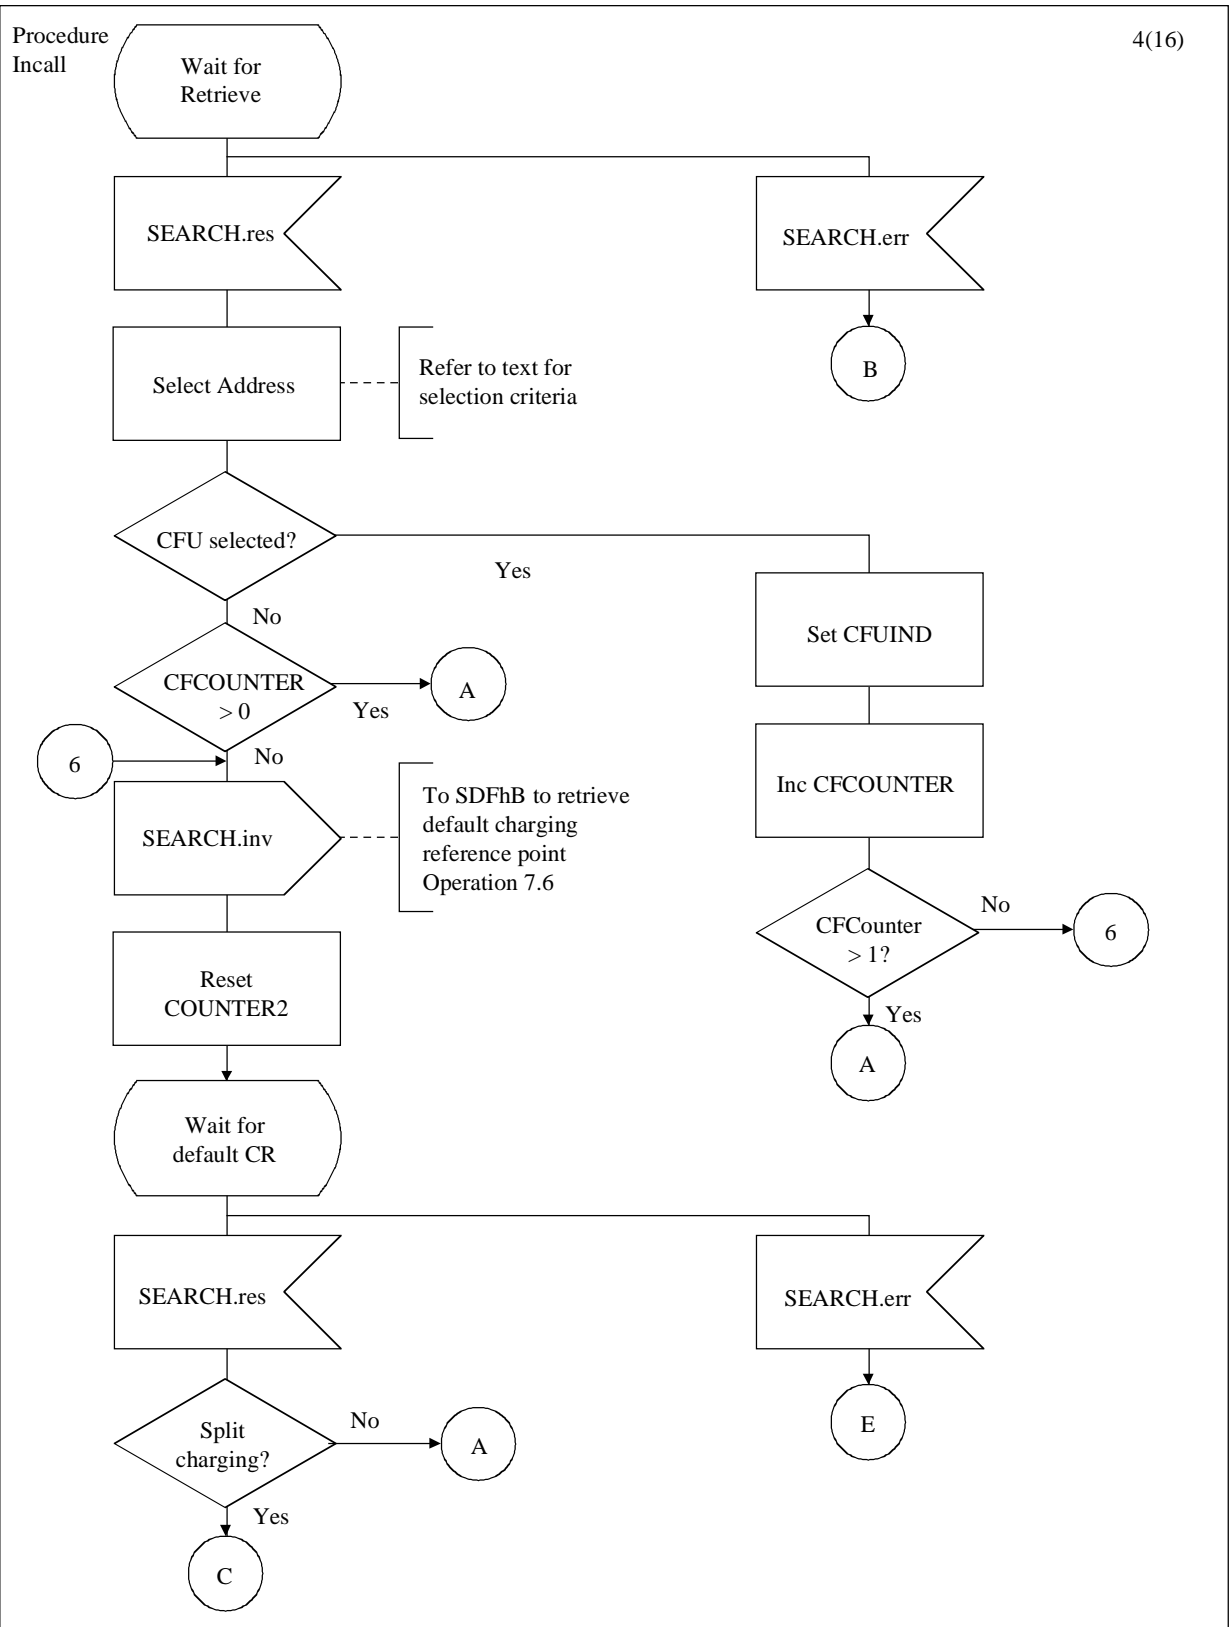 Procedure
Incall
4(16)
Wait for
Retrieve
SEARCH.res
SEARCH.err
Select Address
Refer to text for
selection criteria
B
CFU selected?
Yes
No
Set CFUIND
CFCOUNTER
> 0
Yes
A
6
No
Inc CFCOUNTER
SEARCH.inv
To SDFhB to retrieve
default charging
reference point
Operation 7.6
CFCounter
> 1?
No
6
Yes
A
Reset
COUNTER2
Wait for
default CR
SEARCH.res
SEARCH.err
Split
charging?
No
A
E
Yes
C